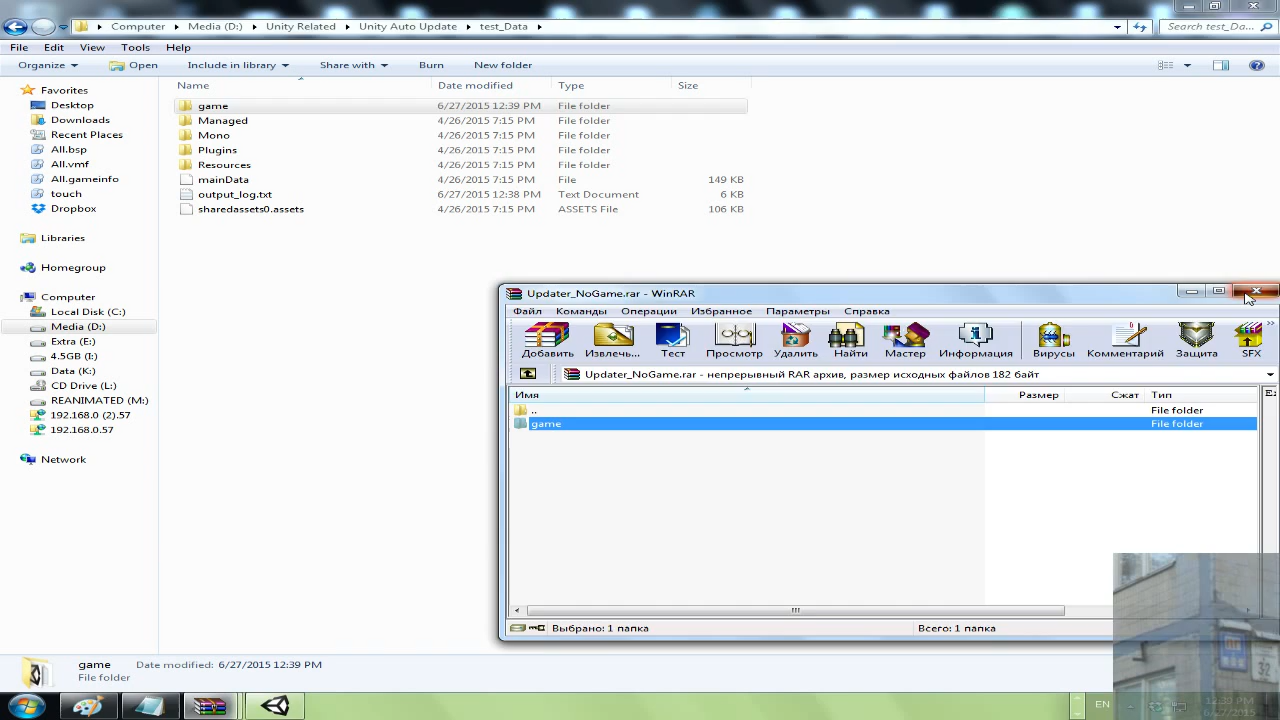 Computer Media (D:) Unity Related Unity Auto Update test_Data
Search test_Da...
File Edit View Tools Help
Organize Open Include in library Share with Burn New folder
Name Date modified Type Size
Favorites
Desktop
Downloads
Recent Places
All.bsp
All.vmf
All.gameinfo
touch
Dropbox
Libraries
Homegroup
Computer
Local Disk (C:)
Media (D:)
Extra (E:)
4.5GB (I:)
Data (K:)
CD Drive (L:)
REANIMATED (M:)
192.168.0 (2).57
192.168.0.57
Network
game 6/27/2015 12:39 PM File folder
Managed 4/26/2015 7:15 PM File folder
Mono 4/26/2015 7:15 PM File folder
Plugins 4/26/2015 7:15 PM File folder
Resources 4/26/2015 7:15 PM File folder
mainData 4/26/2015 7:15 PM File 149 KB
output_log.txt 6/27/2015 12:38 PM Text Document 6 KB
sharedassets0.assets 4/26/2015 7:15 PM ASSETS File 106 KB
Updater_NoGame.rar - WinRAR
Файл Команды Операции Избранное Параметры Справка
Добавить Извлечь... Тест Просмотр Удалить Найти Мастер Информация Вирусы Комментарий Защита SFX
Updater_NoGame.rar - непрерывный RAR архив, размер исходных файлов 182 байт
Имя Размер Сжат Тип
.. File folder
game File folder
Выбрано: 1 папка Всего: 1 папка
game Date modified: 6/27/2015 12:39 PM
File folder
32
EN
12:39 PM
6/27/2015